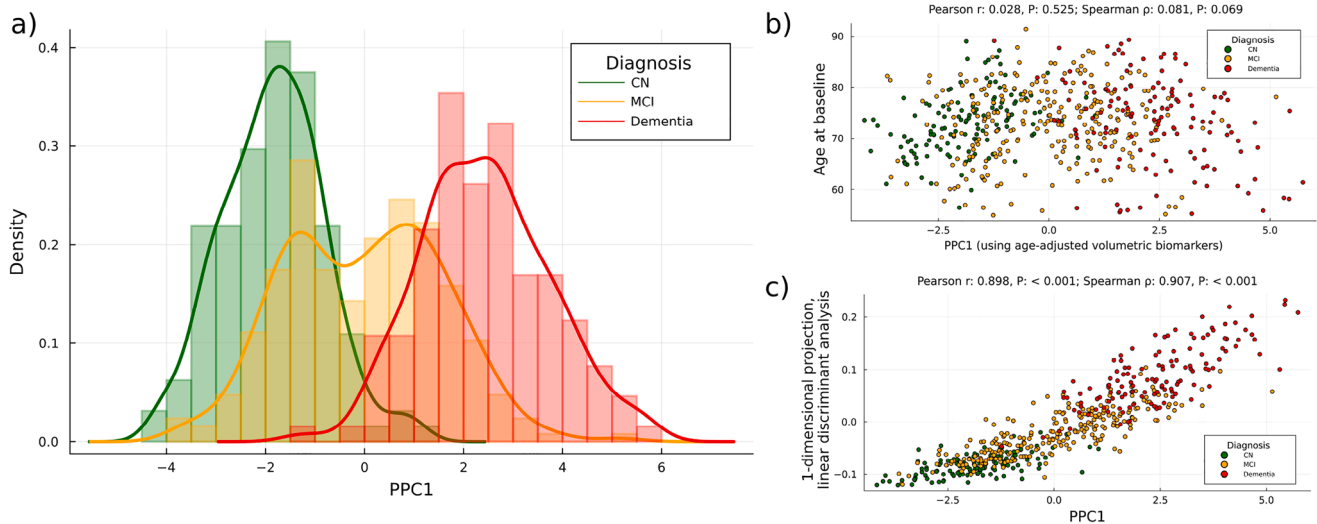 a)
Diagnosis
CN
MCI
Dementia
0.4
0.3
0.2
0.1
0.0
Density
−4
−2
0
2
4
6
PPC1
b)
Pearson r: 0.028, P: 0.525; Spearman ρ: 0.081, P: 0.069
Diagnosis
CN
MCI
Dementia
90
80
70
60
Age at baseline
−2.5
0.0
2.5
5.0
PPC1 (using age-adjusted volumetric biomarkers)
c)
Pearson r: 0.898, P: < 0.001; Spearman ρ: 0.907, P: < 0.001
0.2
0.1
0.0
−0.1
1-dimensional projection,
linear discriminant analysis
Diagnosis
CN
MCI
Dementia
−2.5
0.0
2.5
5.0
PPC1